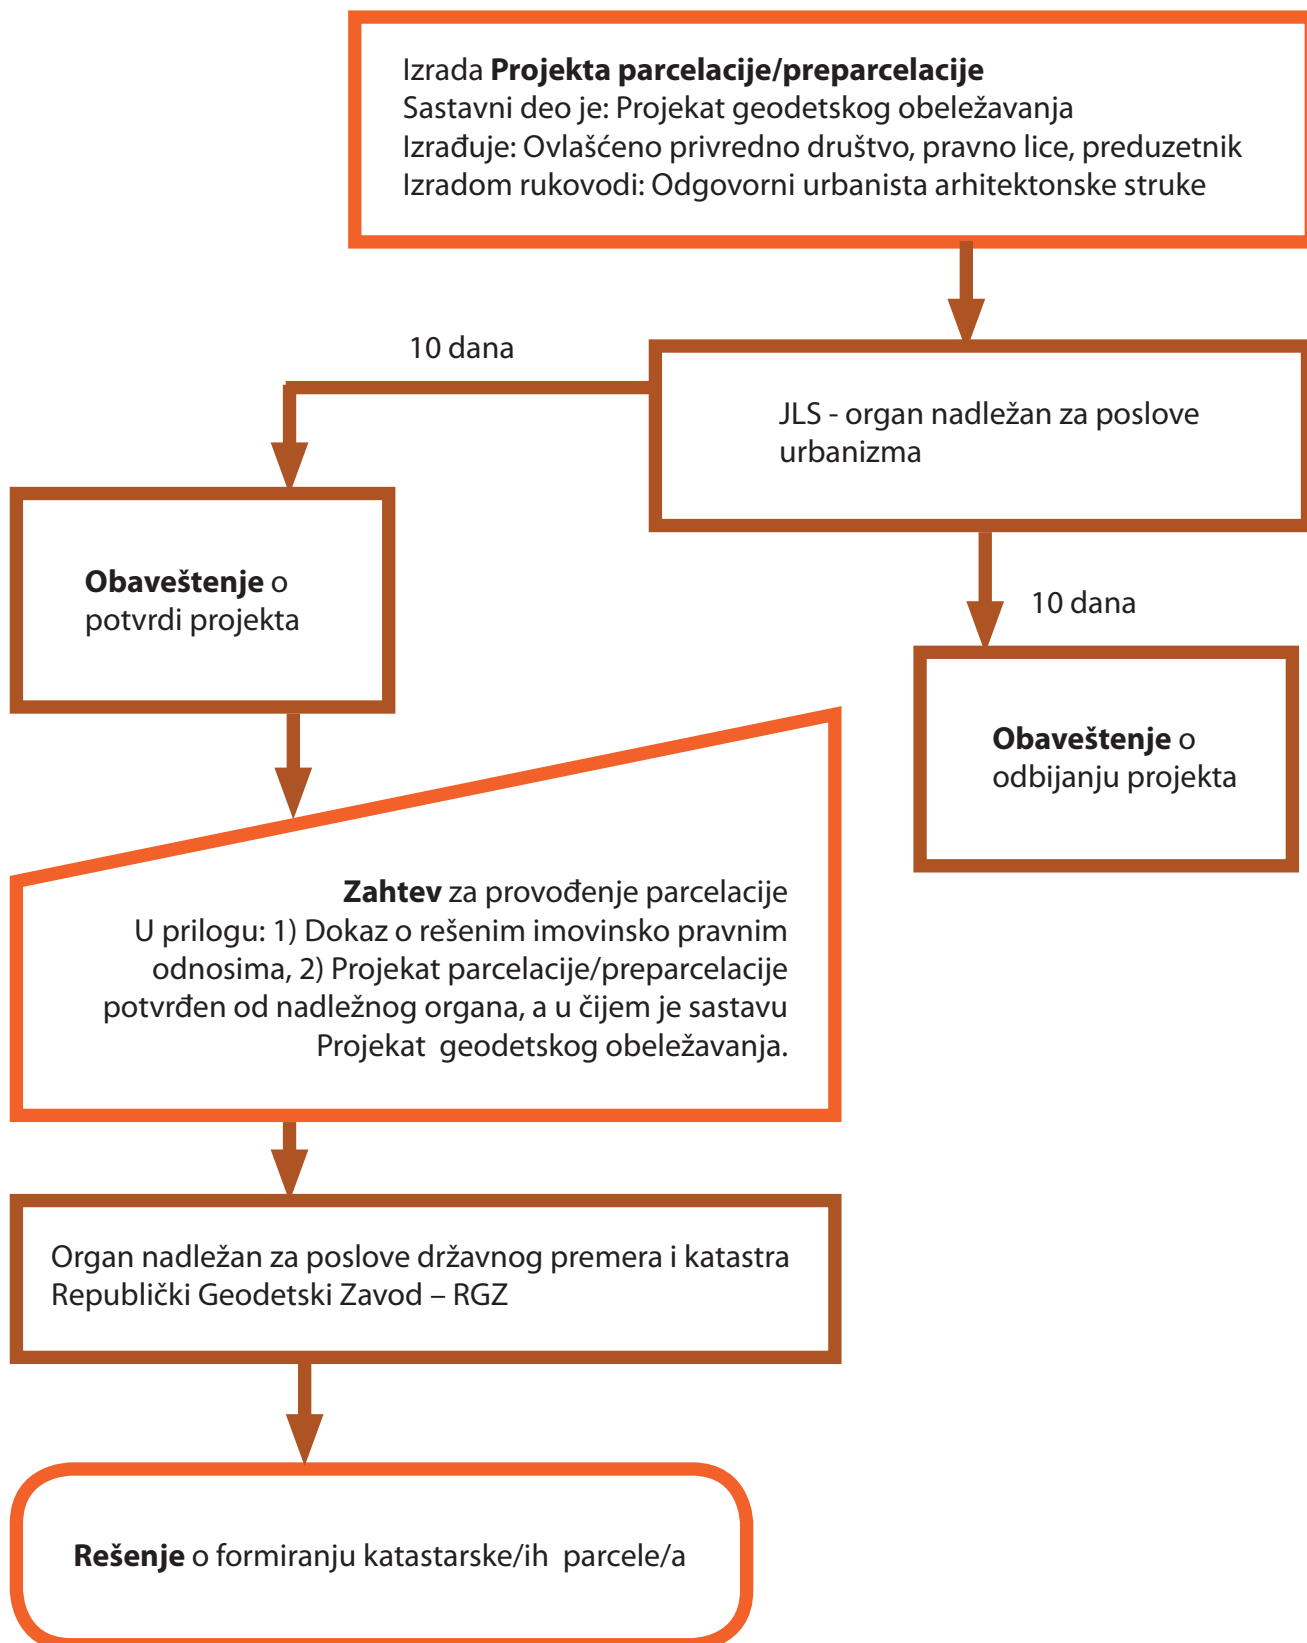 Izrada Projekta parcelacije/preparcelacije
Sastavni deo je: Projekat geodetskog obeležavanja
Izrađuje: Ovlašćeno privredno društvo, pravno lice, preduzetnik
Izradom rukovodi: Odgovorni urbanista arhitektonske struke
10 dana
JLS - organ nadležan za poslove
urbanizma
Obaveštenje o
potvrdi projekta
10 dana
Obaveštenje o
odbijanju projekta
Zahtev za provođenje parcelacije
U prilogu: 1) Dokaz o rešenim imovinsko pravnim
odnosima, 2) Projekat parcelacije/preparcelacije
potvrđen od nadležnog organa, a u čijem je sastavu
Projekat geodetskog obeležavanja.
Organ nadležan za poslove državnog premera i katastra
Republički Geodetski Zavod – RGZ
Rešenje o formiranju katastarske/ih parcele/a